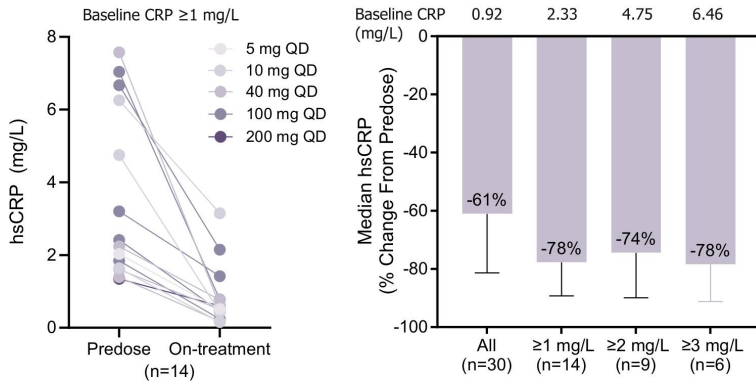 Baseline CRP ≥1 mg/L
8
6
4
2
0
hsCRP (mg/L)
5 mg QD
10 mg QD
40 mg QD
100 mg QD
200 mg QD
Predose On-treatment
(n=14)
Baseline CRP 0.92 2.33 4.75 6.46
(mg/L)
0
-20
-40
-60
-80
-100
Median hsCRP
(% Change From Predose)
-61%
-78%
-74%
-78%
All ≥1 mg/L ≥2 mg/L ≥3 mg/L
(n=30) (n=14) (n=9) (n=6)